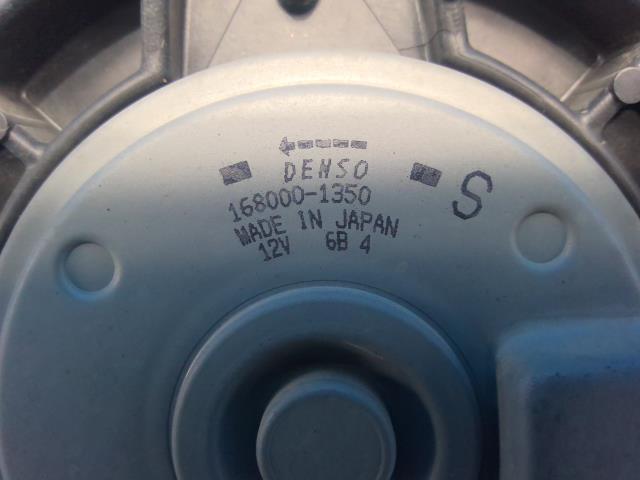 DENSO
168000-1350
MADE IN JAPAN
12V 6B 4
S